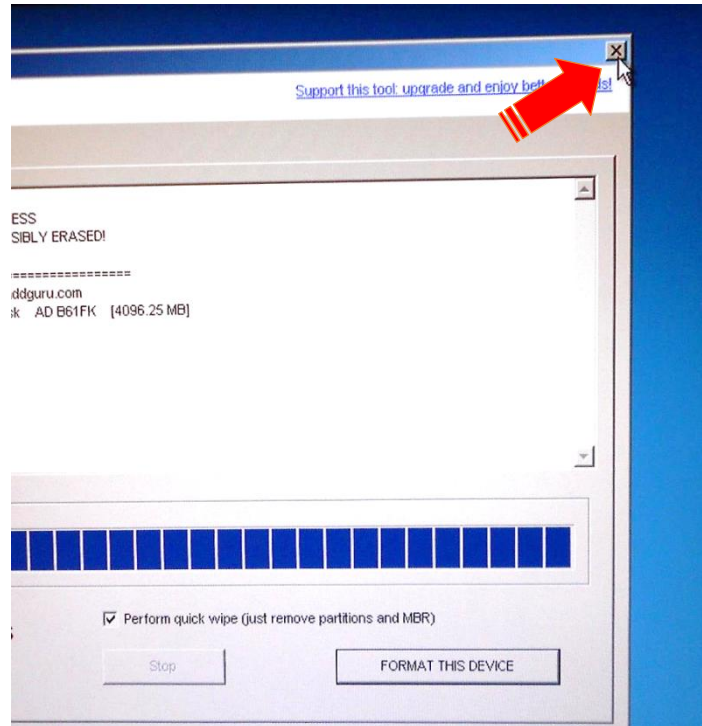 Support this tool: upgrade and enjoy
ESS
SIBLY ERASED!
=================
ddguru.com
sk AD B61FK [4096.25 MB]
Perform quick wipe (just remove partitions and MBR)
Stop
FORMAT THIS DEVICE